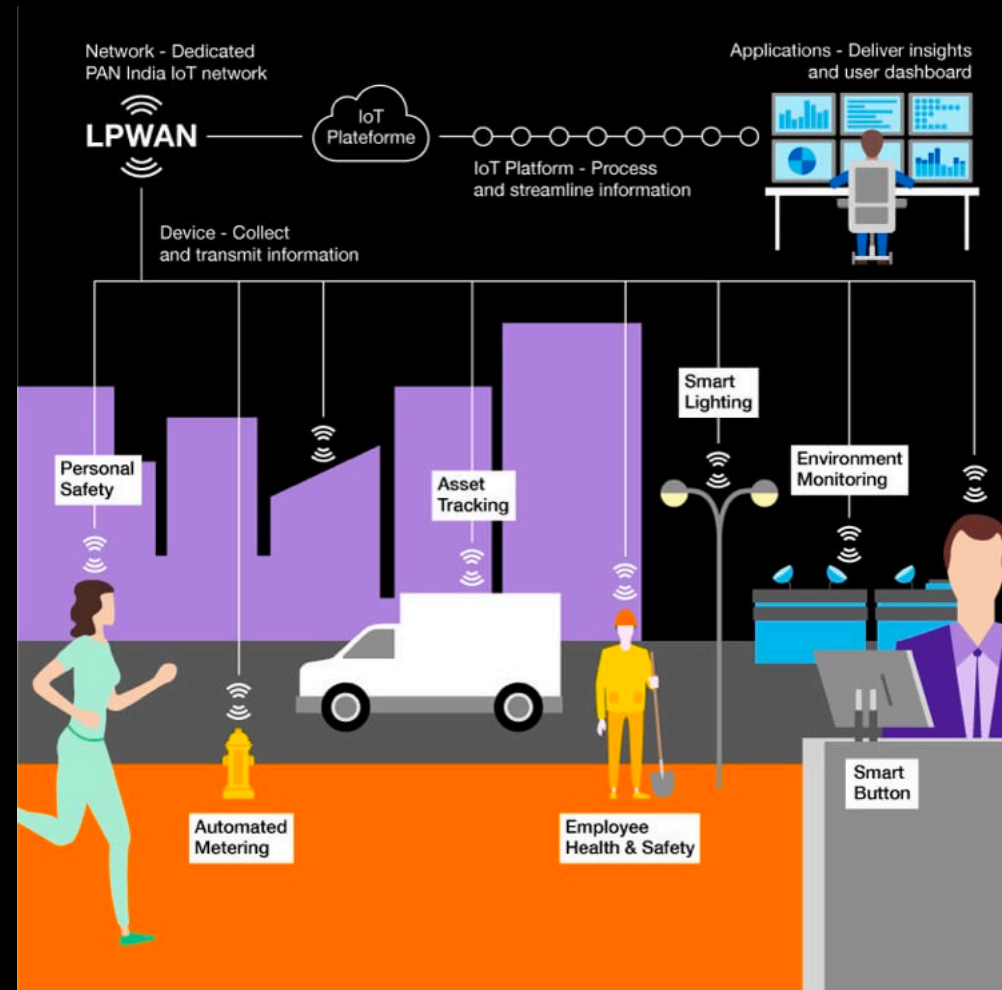 Network - Dedicated
PAN India IoT network
LPWAN
IoT
Plateforme
Applications - Deliver insights
and user dashboard
IoT Platform - Process
and streamline information
Device - Collect
and transmit information
Smart
Lighting
Personal
Safety
Asset
Tracking
Environment
Monitoring
Smart
Button
Automated
Metering
Employee
Health & Safety